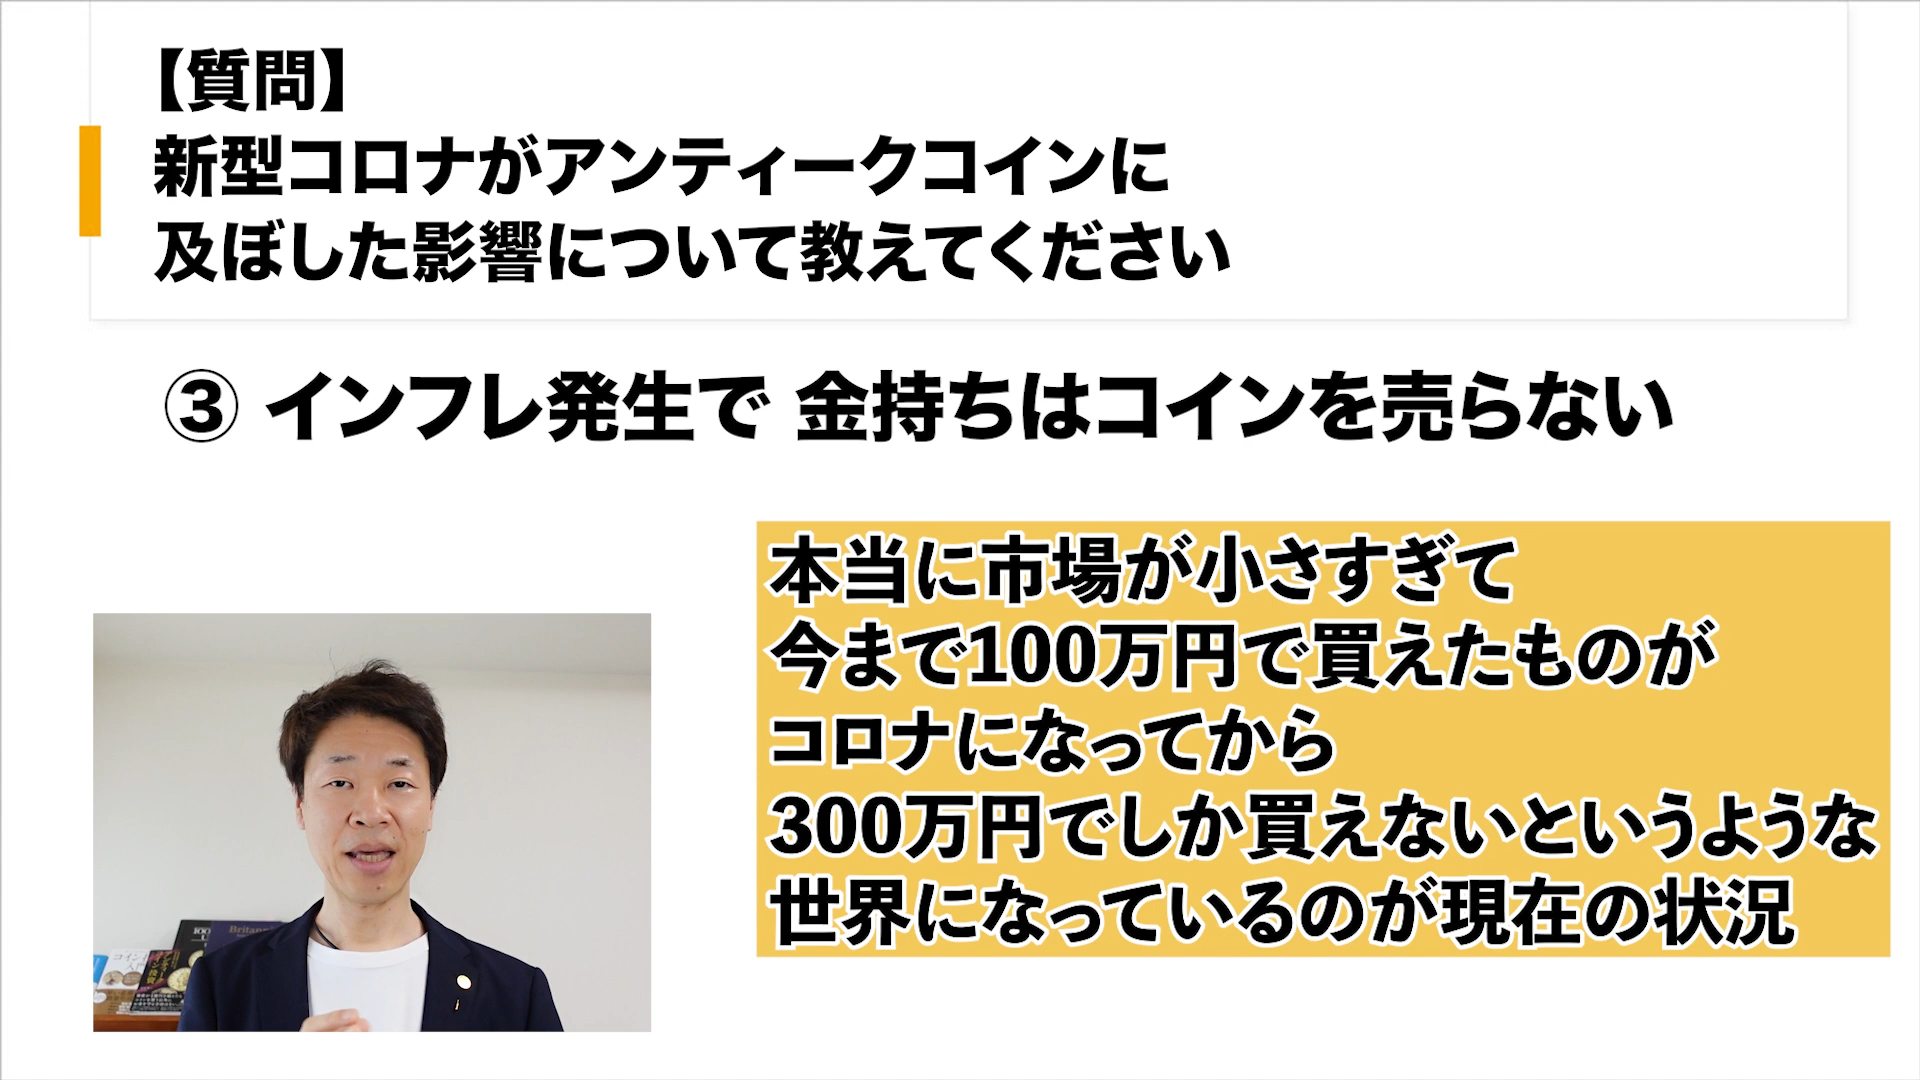 【質問】
新型コロナがアンティークコインに
及ぼした影響について教えてください
③ インフレ発生で 金持ちはコインを売らない
本当に市場が小さすぎて
今まで100万円で買えたものが
コロナになってから
300万円でしか買えないというような
世界になっているのが現在の状況